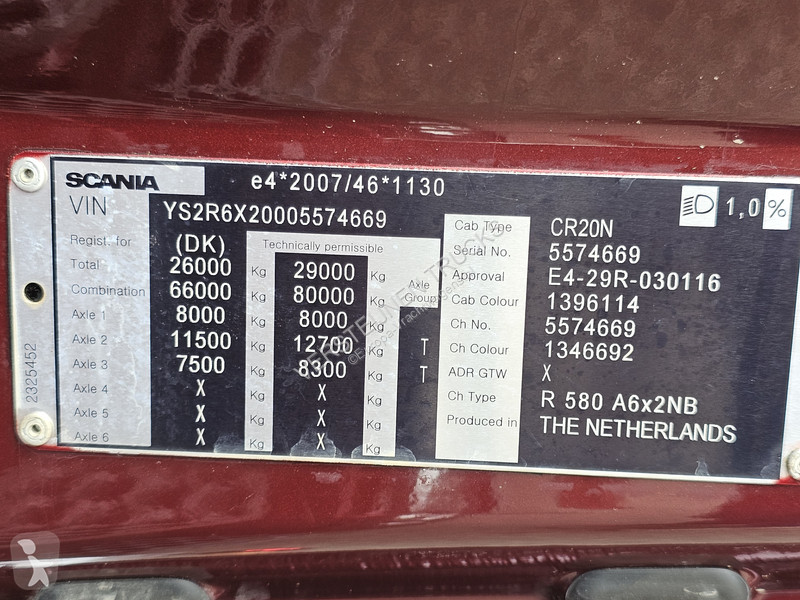 SCANIA e4*2007/46*1130
VIN YS2R6X20005574669
1,0 %
Regist. for (DK) Technically permissible
Total 26000 Kg 29000 Kg
Combination 66000 Kg 80000 Kg Axle Group
Axle 1 8000 Kg 8000 Kg
Axle 2 11500 Kg 12700 Kg T
Axle 3 7500 Kg 8300 Kg T
Axle 4 X Kg X Kg
Axle 5 X Kg X Kg
Axle 6 X Kg X Kg
Cab Type CR20N
Serial No. 5574669
Approval E4-29R-030116
Cab Colour 1396114
Ch No. 5574669
Ch Colour 1346692
ADR GTW X
Ch Type R 580 A6x2NB
Produced in THE NETHERLANDS
2325452